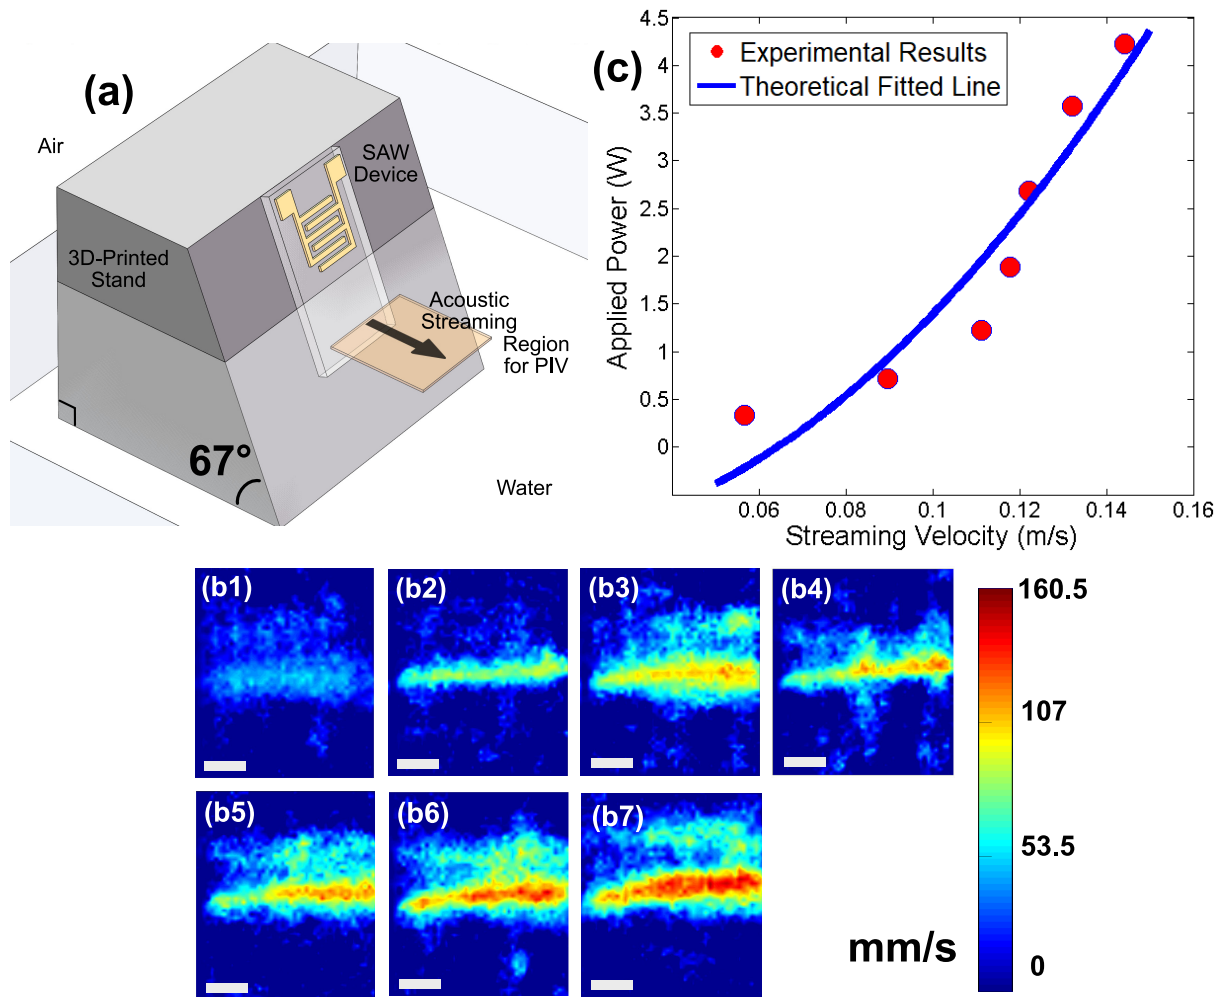 (a)
Air
SAW
Device
3D-Printed
Stand
Acoustic
Streaming
Region
for PIV
67°
Water
(c)
Experimental Results
Theoretical Fitted Line
4.5
4
3.5
3
2.5
2
1.5
1
0.5
0
Applied Power (W)
0.06
0.08
0.1
0.12
0.14
0.16
Streaming Velocity (m/s)
(b1)
(b2)
(b3)
(b4)
(b5)
(b6)
(b7)
160.5
107
53.5
0
mm/s